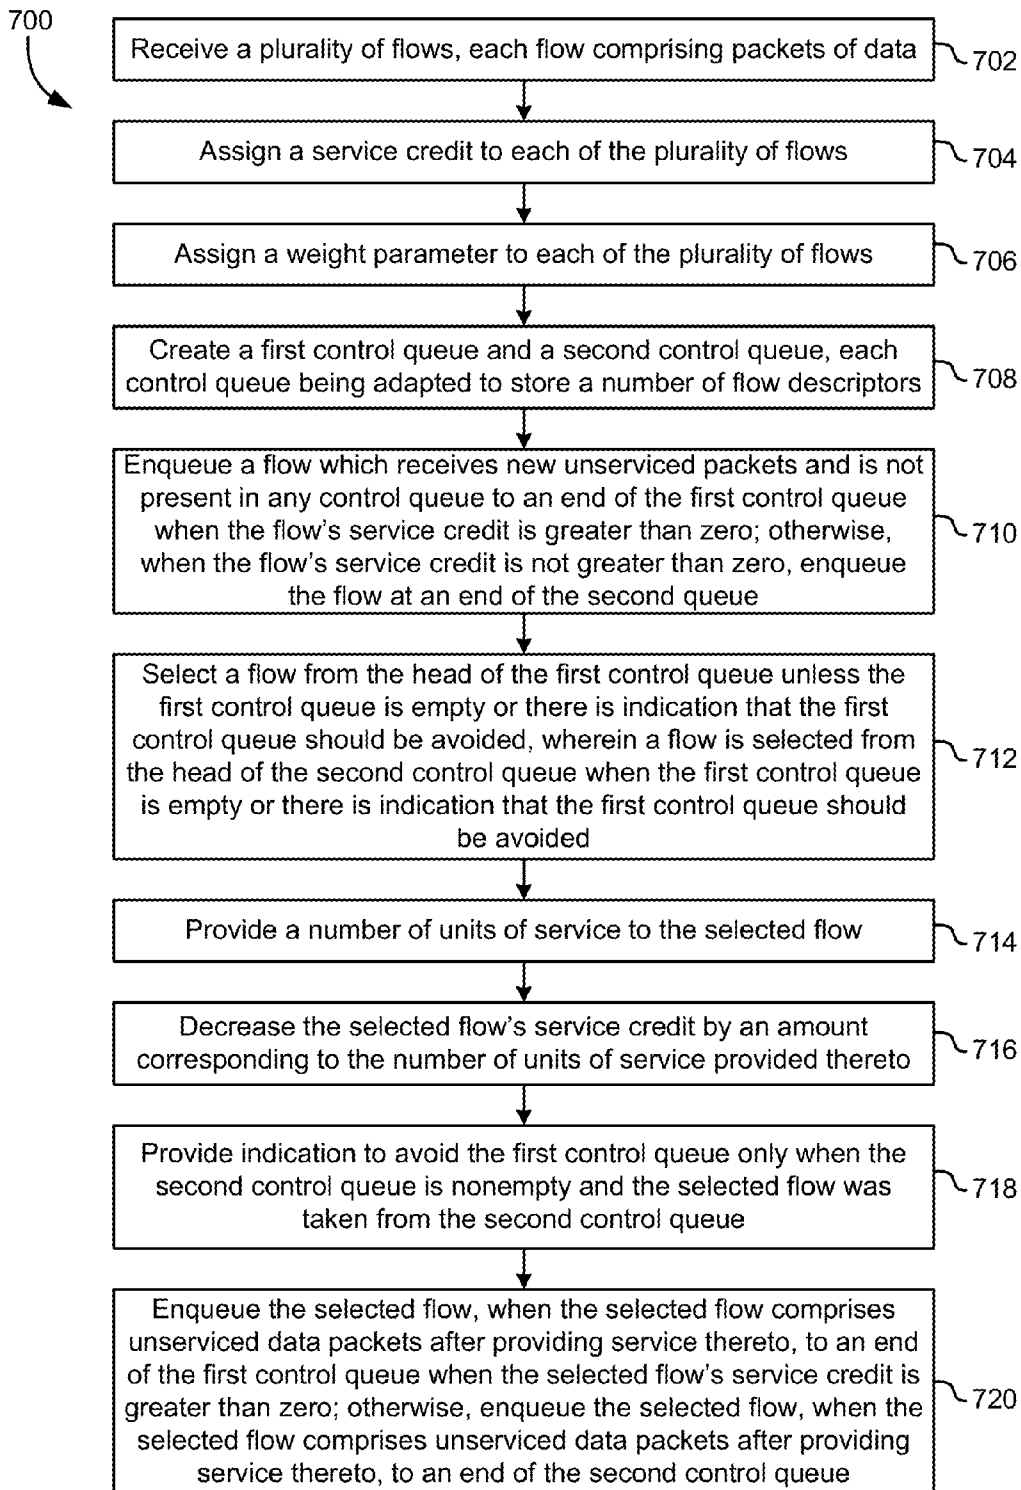 700
Receive a plurality of flows, each flow comprising packets of data
702
Assign a service credit to each of the plurality of flows
704
Assign a weight parameter to each of the plurality of flows
706
Create a first control queue and a second control queue, each
control queue being adapted to store a number of flow descriptors
708
Enqueue a flow which receives new unserviced packets and is not
present in any control queue to an end of the first control queue
when the flow's service credit is greater than zero; otherwise,
when the flow's service credit is not greater than zero, enqueue
the flow at an end of the second queue
710
Select a flow from the head of the first control queue unless the
first control queue is empty or there is indication that the first
control queue should be avoided, wherein a flow is selected from
the head of the second control queue when the first control queue
is empty or there is indication that the first control queue should
be avoided
712
Provide a number of units of service to the selected flow
714
Decrease the selected flow's service credit by an amount
corresponding to the number of units of service provided thereto
716
Provide indication to avoid the first control queue only when the
second control queue is nonempty and the selected flow was
taken from the second control queue
718
Enqueue the selected flow, when the selected flow comprises
unserviced data packets after providing service thereto, to an end
of the first control queue when the selected flow's service credit is
greater than zero; otherwise, enqueue the selected flow, when the
selected flow comprises unserviced data packets after providing
service thereto, to an end of the second control queue
720